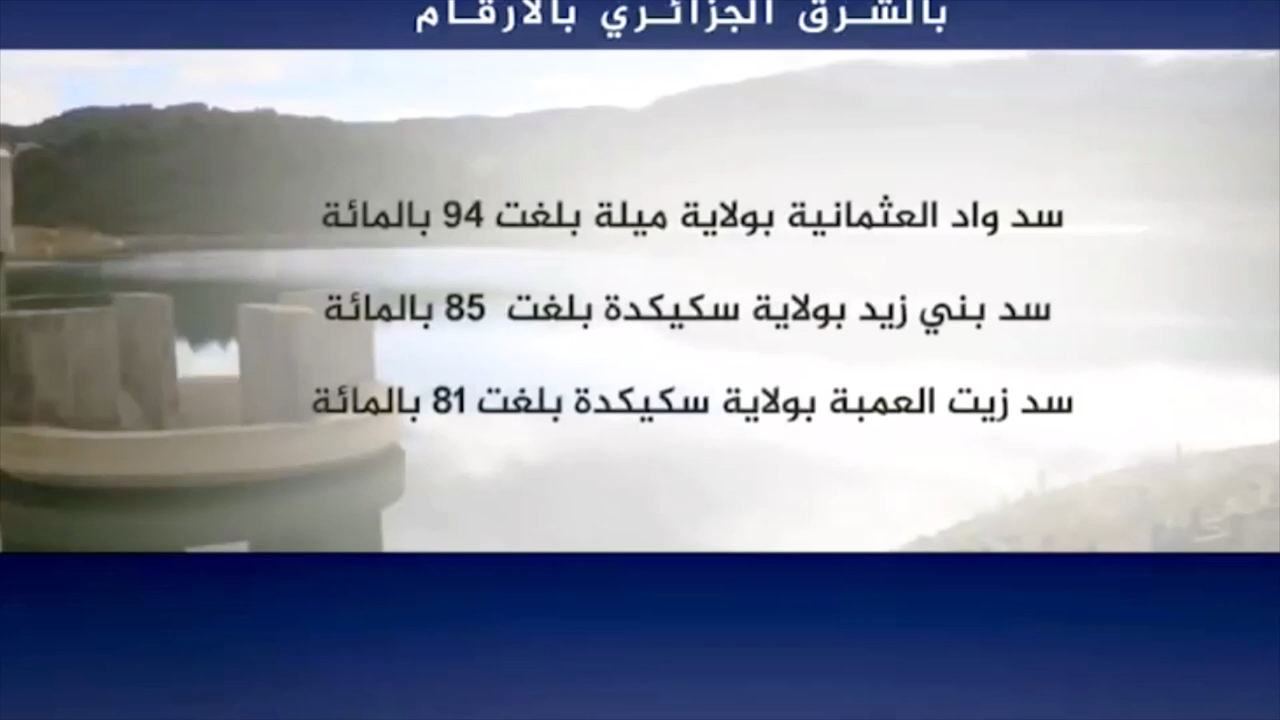 بالشرق الجزائري بالأرقام
سد واد العثمانية بولاية ميلة بلغت 94 بالمائة
سد بني زيد بولاية سكيكدة بلغت 85 بالمائة
سد زيت العمبة بولاية سكيكدة بلغت 81 بالمائة